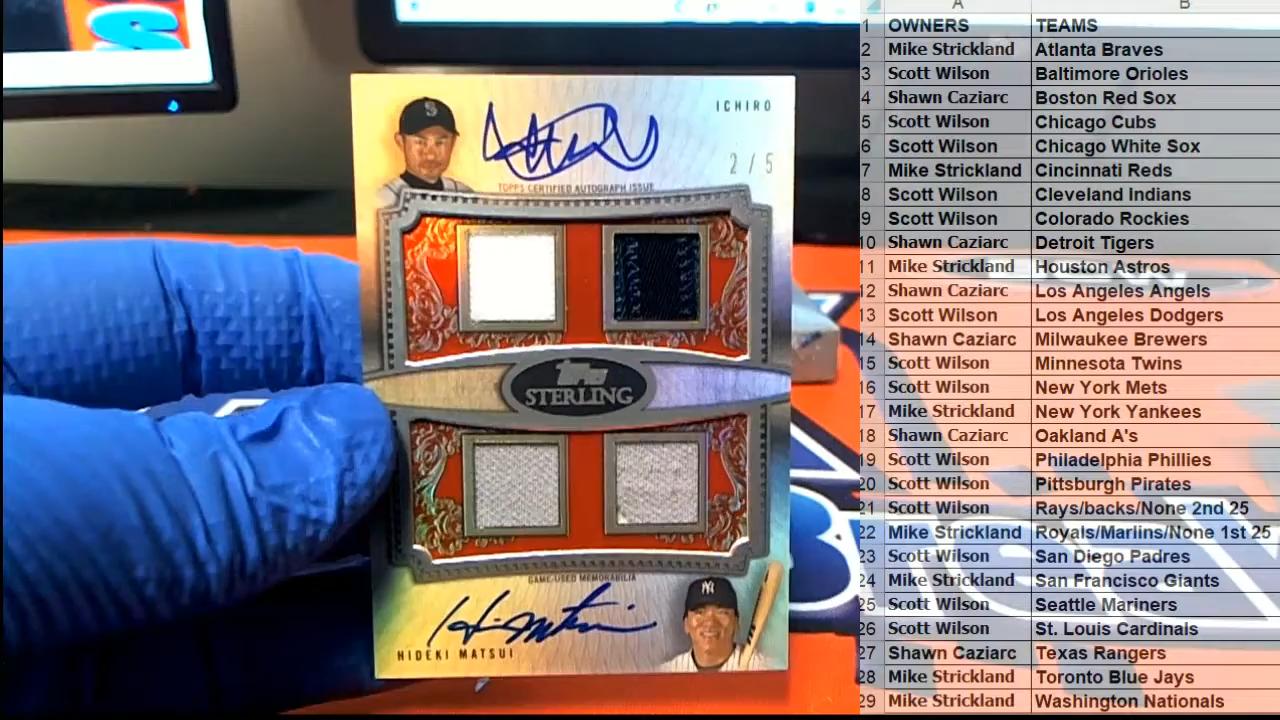 ICHIRO
2/5
TOPPS CERTIFIED AUTOGRAPH ISSUE
Topps
STERLING
GAME-USED MEMORABILIA
HIDEKI MATSUI
A B
1 OWNERS TEAMS
2 Mike Strickland Atlanta Braves
3 Scott Wilson Baltimore Orioles
4 Shawn Caziarc Boston Red Sox
5 Scott Wilson Chicago Cubs
6 Scott Wilson Chicago White Sox
7 Mike Strickland Cincinnati Reds
8 Scott Wilson Cleveland Indians
9 Scott Wilson Colorado Rockies
10 Shawn Caziarc Detroit Tigers
11 Mike Strickland Houston Astros
12 Shawn Caziarc Los Angeles Angels
13 Scott Wilson Los Angeles Dodgers
14 Shawn Caziarc Milwaukee Brewers
15 Scott Wilson Minnesota Twins
16 Scott Wilson New York Mets
17 Mike Strickland New York Yankees
18 Shawn Caziarc Oakland A's
19 Scott Wilson Philadelphia Phillies
20 Scott Wilson Pittsburgh Pirates
21 Scott Wilson Rays/backs/None 2nd 25
22 Mike Strickland Royals/Marlins/None 1st 25
23 Scott Wilson San Diego Padres
24 Mike Strickland San Francisco Giants
25 Scott Wilson Seattle Mariners
26 Scott Wilson St. Louis Cardinals
27 Shawn Caziarc Texas Rangers
28 Mike Strickland Toronto Blue Jays
29 Mike Strickland Washington Nationals